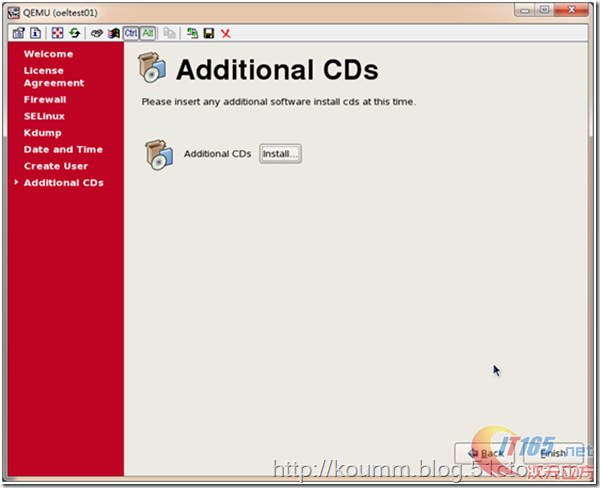 QEMU (oeltest01)
Ctrl Alt
Welcome
License
Agreement
Firewall
SELinux
Kdump
Date and Time
Create User
Additional CDs
Additional CDs
Please insert any additional software install cds at this time.
Additional CDs Install...
Back Finish
IT165.net
http://koumm.blog.51cto.com